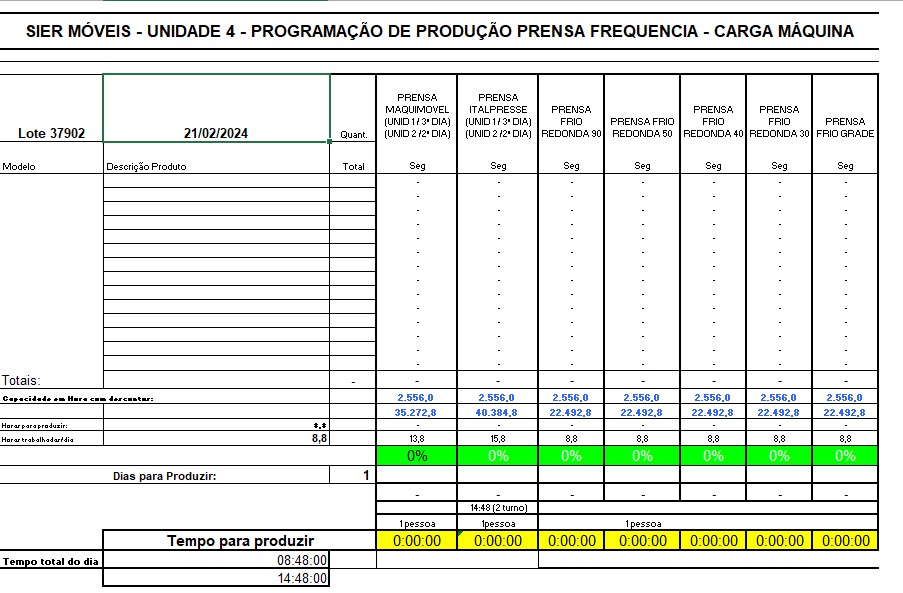 SIER MÓVEIS - UNIDADE 4 - PROGRAMAÇÃO DE PRODUÇÃO PRENSA FREQUENCIA - CARGA MÁQUINA
Lote 37902 21/02/2024 Quant. PRENSA MAQUIMOVEL (UNID 1 / 3ª DIA) (UNID 2 /2ª DIA) PRENSA ITALPRESSE (UNID 1 / 3ª DIA) (UNID 2 /2ª DIA) PRENSA FRIO REDONDA 90 PRENSA FRIO REDONDA 50 PRENSA FRIO REDONDA 40 PRENSA FRIO REDONDA 30 PRENSA FRIO GRADE
Modelo Descrição Produto Total Seg Seg Seg Seg Seg Seg Seg
- - - - - - -
- - - - - - -
- - - - - - -
- - - - - - -
- - - - - - -
- - - - - - -
- - - - - - -
- - - - - - -
- - - - - - -
- - - - - - -
- - - - - - -
- - - - - - -
- - - - - - -
- - - - - - -
Totais: - - - - - - - -
Capacidade em Hora com descontos: 2.556,0 2.556,0 2.556,0 2.556,0 2.556,0 2.556,0 2.556,0
35.272,8 40.384,8 22.492,8 22.492,8 22.492,8 22.492,8 22.492,8
Horas para produzir: - - - - - - -
Horas trabalhadas/dia 8,8 13,8 15,8 8,8 8,8 8,8 8,8 8,8
0% 0% 0% 0% 0% 0% 0%
Dias para Produzir: 1
- - - - - - -
14:48 (2 turno)
1 pessoa 1pessoa 1 pessoa
Tempo para produzir 0:00:00 0:00:00 0:00:00 0:00:00 0:00:00 0:00:00 0:00:00
Tempo total do dia 08:48:00
14:48:00